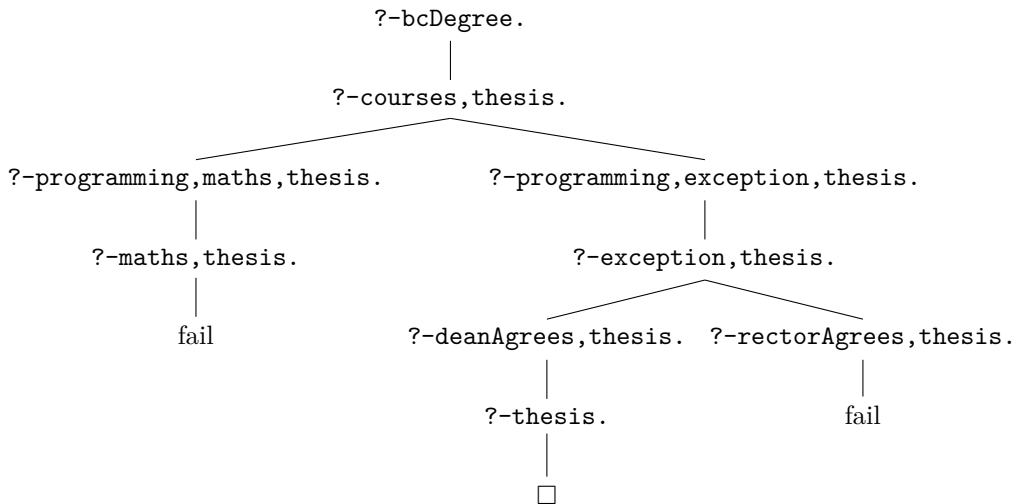 ?-bcDegree.
?-courses,thesis.
?-programming,maths,thesis.
?-programming,exception,thesis.
?-maths,thesis.
?-exception,thesis.
fail
?-deanAgrees,thesis.
?-rectorAgrees,thesis.
?-thesis.
fail
□